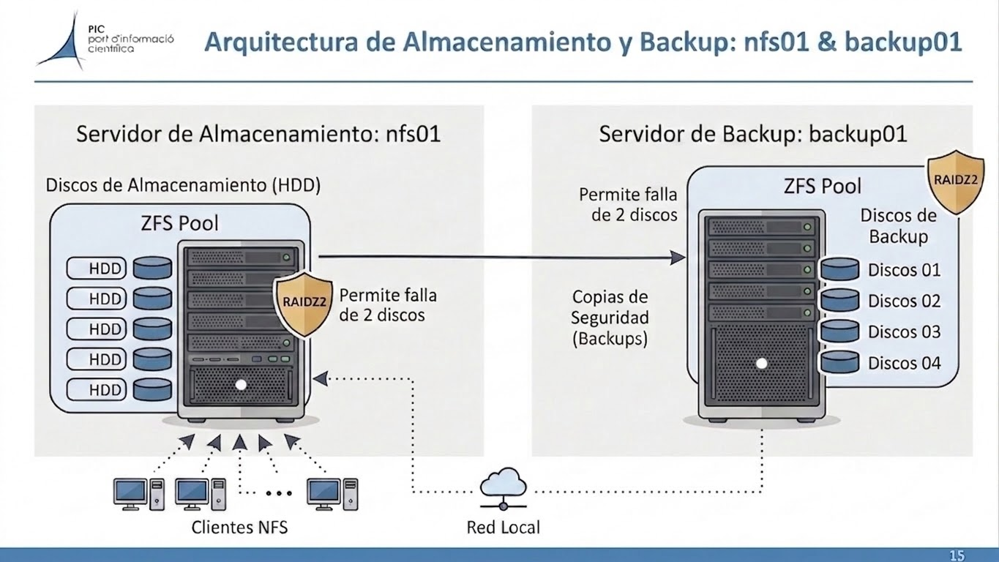 PIC
port d'informació
científica
Arquitectura de Almacenamiento y Backup: nfs01 & backup01
Servidor de Almacenamiento: nfs01
Discos de Almacenamiento (HDD)
ZFS Pool
HDD
HDD
HDD
HDD
HDD
RAIDZ2
Permite falla
de 2 discos
Clientes NFS
Red Local
Servidor de Backup: backup01
Permite falla
de 2 discos
Copias de
Seguridad
(Backups)
ZFS Pool
RAIDZ2
Discos de
Backup
Discos 01
Discos 02
Discos 03
Discos 04
15